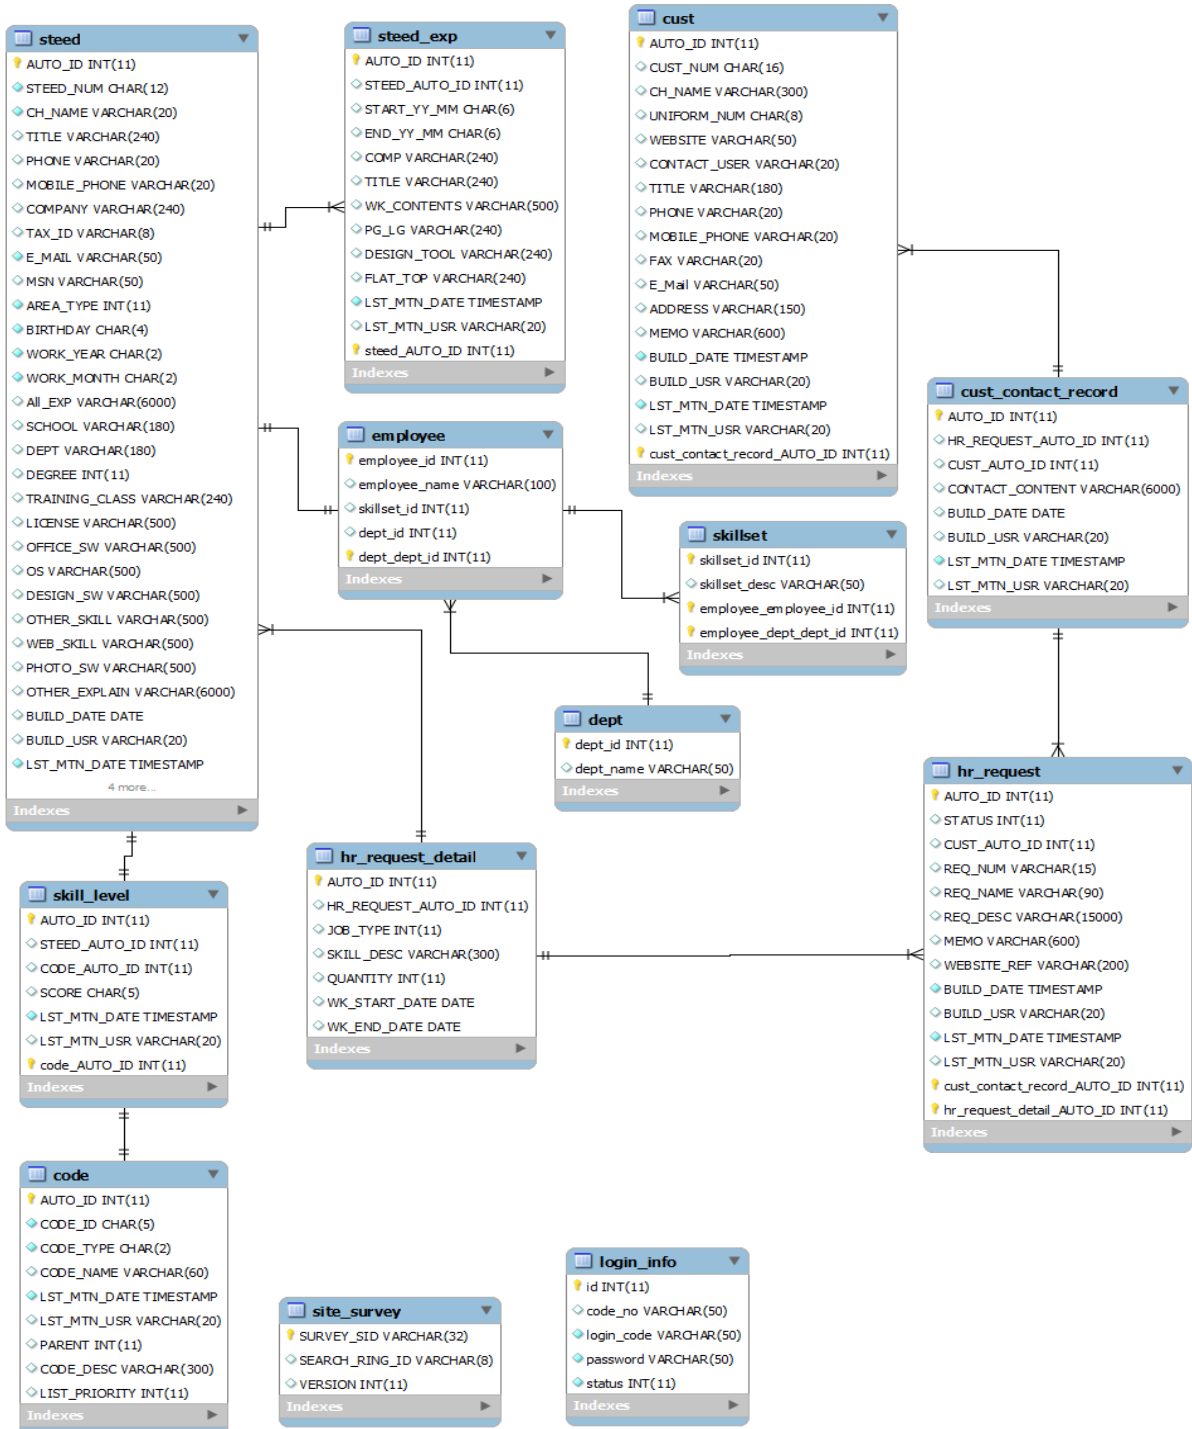 steed
AUTO_ID INT(11)
STEED_NUM CHAR(12)
CH_NAME VARCHAR(20)
TITLE VARCHAR(240)
PHONE VARCHAR(20)
MOBILE_PHONE VARCHAR(20)
COMPANY VARCHAR(240)
TAX_ID VARCHAR(8)
E_MAIL VARCHAR(50)
MSN VARCHAR(50)
AREA_TYPE INT(11)
BIRTHDAY CHAR(4)
WORK_YEAR CHAR(2)
WORK_MONTH CHAR(2)
All_EXP VARCHAR(6000)
SCHOOL VARCHAR(180)
DEPT VARCHAR(180)
DEGREE INT(11)
TRAINING_CLASS VARCHAR(240)
LICENSE VARCHAR(500)
OFFICE_SW VARCHAR(500)
OS VARCHAR(500)
DESIGN_SW VARCHAR(500)
OTHER_SKILL VARCHAR(500)
WEB_SKILL VARCHAR(500)
PHOTO_SW VARCHAR(500)
OTHER_EXPLAIN VARCHAR(6000)
BUILD_DATE DATE
BUILD_USR VARCHAR(20)
LST_MTN_DATE TIMESTAMP
4 more...
Indexes
steed_exp
AUTO_ID INT(11)
STEED_AUTO_ID INT(11)
START_YY_MM CHAR(6)
END_YY_MM CHAR(6)
COMP VARCHAR(240)
TITLE VARCHAR(240)
WK_CONTENTS VARCHAR(500)
PG_LG VARCHAR(240)
DESIGN_TOOL VARCHAR(240)
FLAT_TOP VARCHAR(240)
LST_MTN_DATE TIMESTAMP
LST_MTN_USR VARCHAR(20)
steed_AUTO_ID INT(11)
Indexes
cust
AUTO_ID INT(11)
CUST_NUM CHAR(16)
CH_NAME VARCHAR(300)
UNIFORM_NUM CHAR(8)
WEBSITE VARCHAR(50)
CONTACT_USER VARCHAR(20)
TITLE VARCHAR(180)
PHONE VARCHAR(20)
MOBILE_PHONE VARCHAR(20)
FAX VARCHAR(20)
E_Mail VARCHAR(50)
ADDRESS VARCHAR(150)
MEMO VARCHAR(600)
BUILD_DATE TIMESTAMP
BUILD_USR VARCHAR(20)
LST_MTN_DATE TIMESTAMP
LST_MTN_USR VARCHAR(20)
cust_contact_record_AUTO_ID INT(11)
Indexes
cust_contact_record
AUTO_ID INT(11)
HR_REQUEST_AUTO_ID INT(11)
CUST_AUTO_ID INT(11)
CONTACT_CONTENT VARCHAR(6000)
BUILD_DATE DATE
BUILD_USR VARCHAR(20)
LST_MTN_DATE TIMESTAMP
LST_MTN_USR VARCHAR(20)
Indexes
employee
employee_id INT(11)
employee_name VARCHAR(100)
skillset_id INT(11)
dept_id INT(11)
dept_dept_id INT(11)
Indexes
skillset
skillset_id INT(11)
skillset_desc VARCHAR(50)
employee_employee_id INT(11)
employee_dept_dept_id INT(11)
Indexes
dept
dept_id INT(11)
dept_name VARCHAR(50)
Indexes
hr_request
AUTO_ID INT(11)
STATUS INT(11)
CUST_AUTO_ID INT(11)
REQ_NUM VARCHAR(15)
REQ_NAME VARCHAR(90)
REQ_DESC VARCHAR(15000)
MEMO VARCHAR(600)
WEBSITE_REF VARCHAR(200)
BUILD_DATE TIMESTAMP
BUILD_USR VARCHAR(20)
LST_MTN_DATE TIMESTAMP
LST_MTN_USR VARCHAR(20)
cust_contact_record_AUTO_ID INT(11)
hr_request_detail_AUTO_ID INT(11)
Indexes
hr_request_detail
AUTO_ID INT(11)
HR_REQUEST_AUTO_ID INT(11)
JOB_TYPE INT(11)
SKILL_DESC VARCHAR(300)
QUANTITY INT(11)
WK_START_DATE DATE
WK_END_DATE DATE
Indexes
skill_level
AUTO_ID INT(11)
STEED_AUTO_ID INT(11)
CODE_AUTO_ID INT(11)
SCORE CHAR(5)
LST_MTN_DATE TIMESTAMP
LST_MTN_USR VARCHAR(20)
code_AUTO_ID INT(11)
Indexes
code
AUTO_ID INT(11)
CODE_ID CHAR(5)
CODE_TYPE CHAR(2)
CODE_NAME VARCHAR(60)
LST_MTN_DATE TIMESTAMP
LST_MTN_USR VARCHAR(20)
PARENT INT(11)
CODE_DESC VARCHAR(300)
LIST_PRIORITY INT(11)
Indexes
site_survey
SURVEY_SID VARCHAR(32)
SEARCH_RING_ID VARCHAR(8)
VERSION INT(11)
Indexes
login_info
id INT(11)
code_no VARCHAR(50)
login_code VARCHAR(50)
password VARCHAR(50)
status INT(11)
Indexes